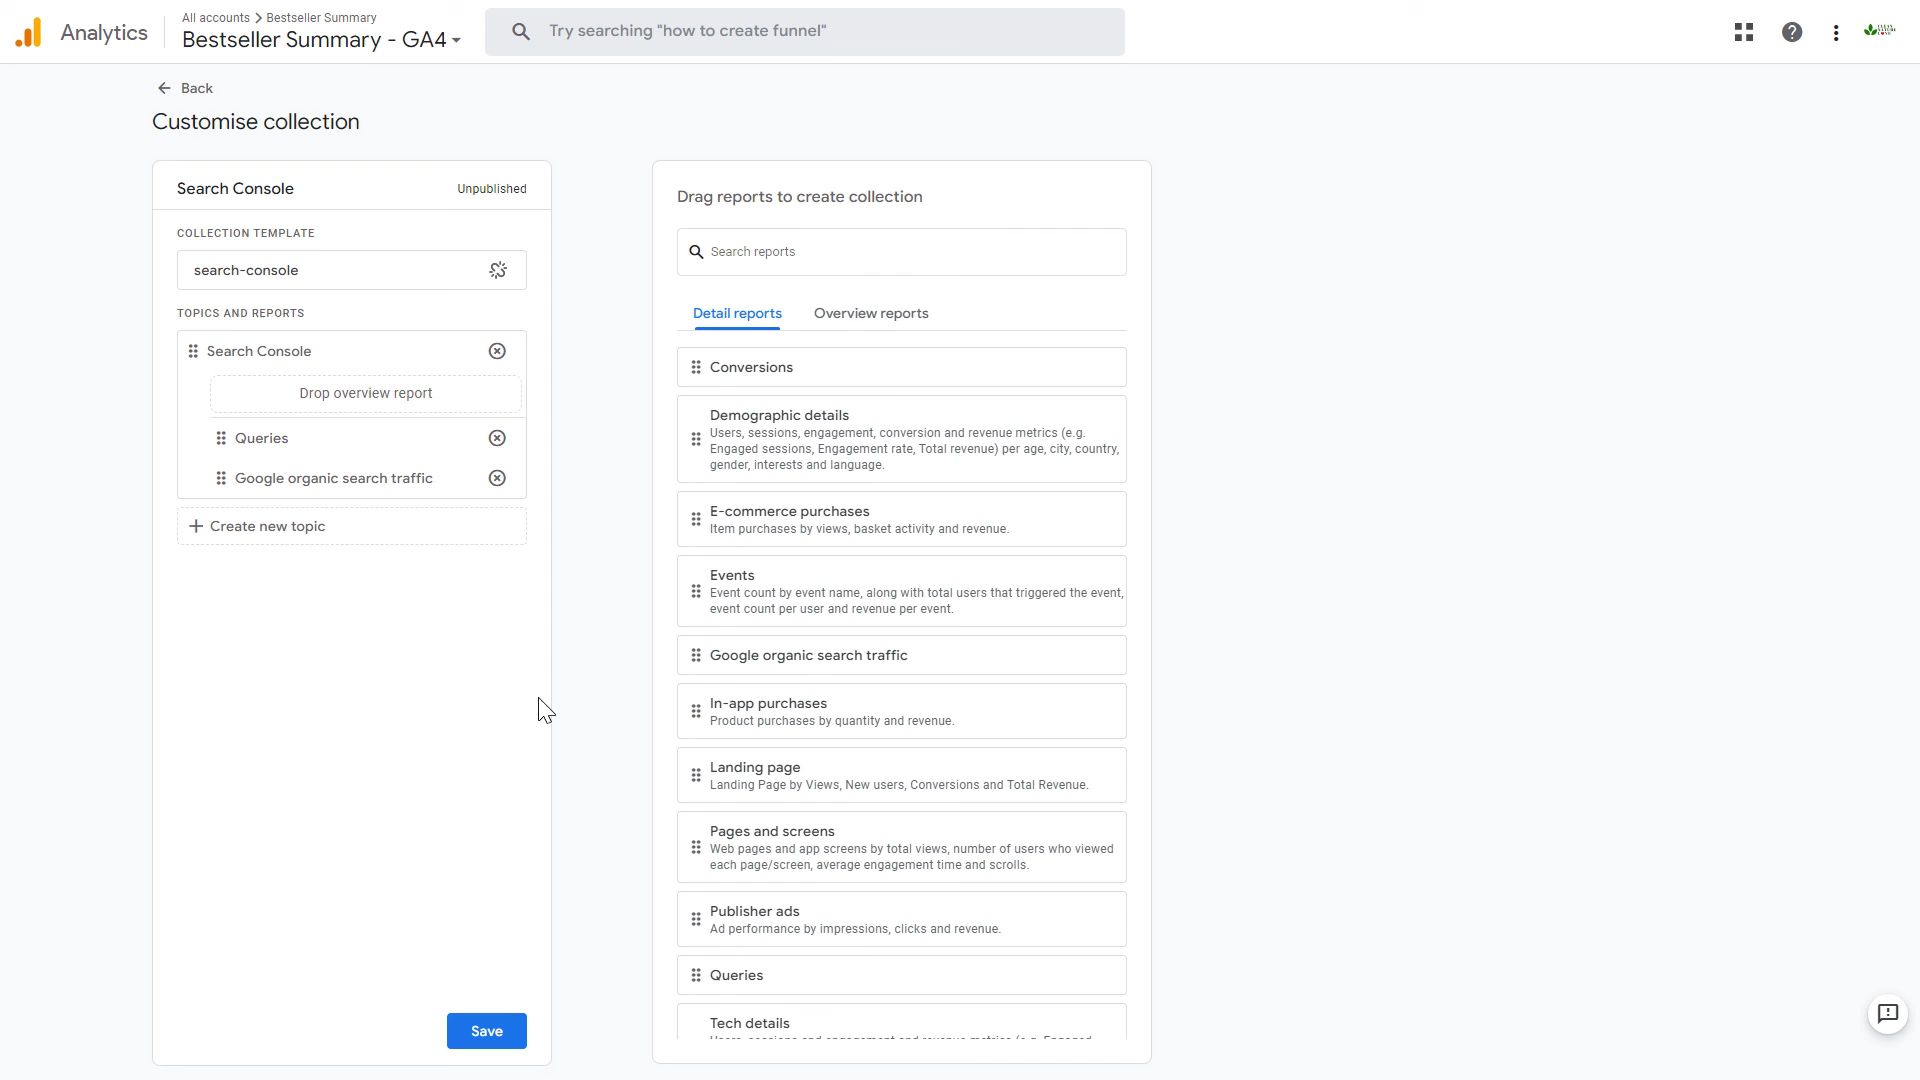 Analytics
All accounts > Bestseller Summary
Bestseller Summary - GA4
Try searching "how to create funnel"
Back
Customise collection
Search Console
Unpublished
COLLECTION TEMPLATE
search-console
TOPICS AND REPORTS
Search Console
Drop overview report
Queries
Google organic search traffic
Create new topic
Save
Drag reports to create collection
Search reports
Detail reports
Overview reports
Conversions
Demographic details
Users, sessions, engagement, conversion and revenue metrics (e.g.
Engaged sessions, Engagement rate, Total revenue) per age, city, country,
gender, interests and language.
E-commerce purchases
Item purchases by views, basket activity and revenue.
Events
Event count by event name, along with total users that triggered the event,
event count per user and revenue per event.
Google organic search traffic
In-app purchases
Product purchases by quantity and revenue.
Landing page
Landing Page by Views, New users, Conversions and Total Revenue.
Pages and screens
Web pages and app screens by total views, number of users who viewed
each page/screen, average engagement time and scrolls.
Publisher ads
Ad performance by impressions, clicks and revenue.
Queries
Tech details